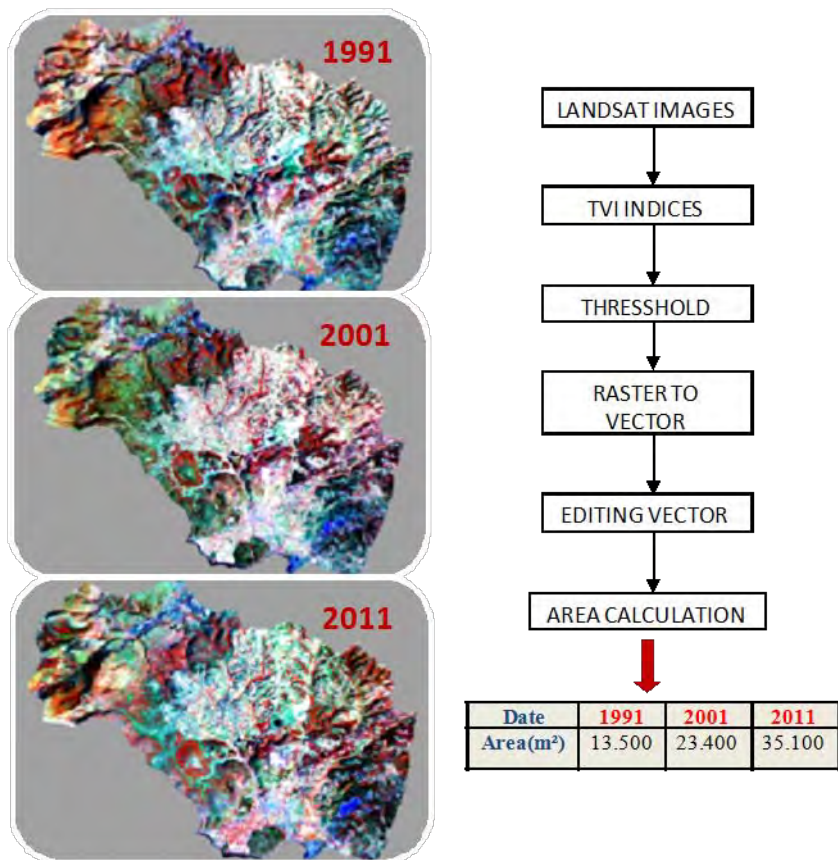 1991
2001
2011
LANDSAT IMAGES
TVI INDICES
THRESSHOLD
RASTER TO
VECTOR
EDITING VECTOR
AREA CALCULATION
Date 1991 2001 2011
Area(m²) 13.500 23.400 35.100